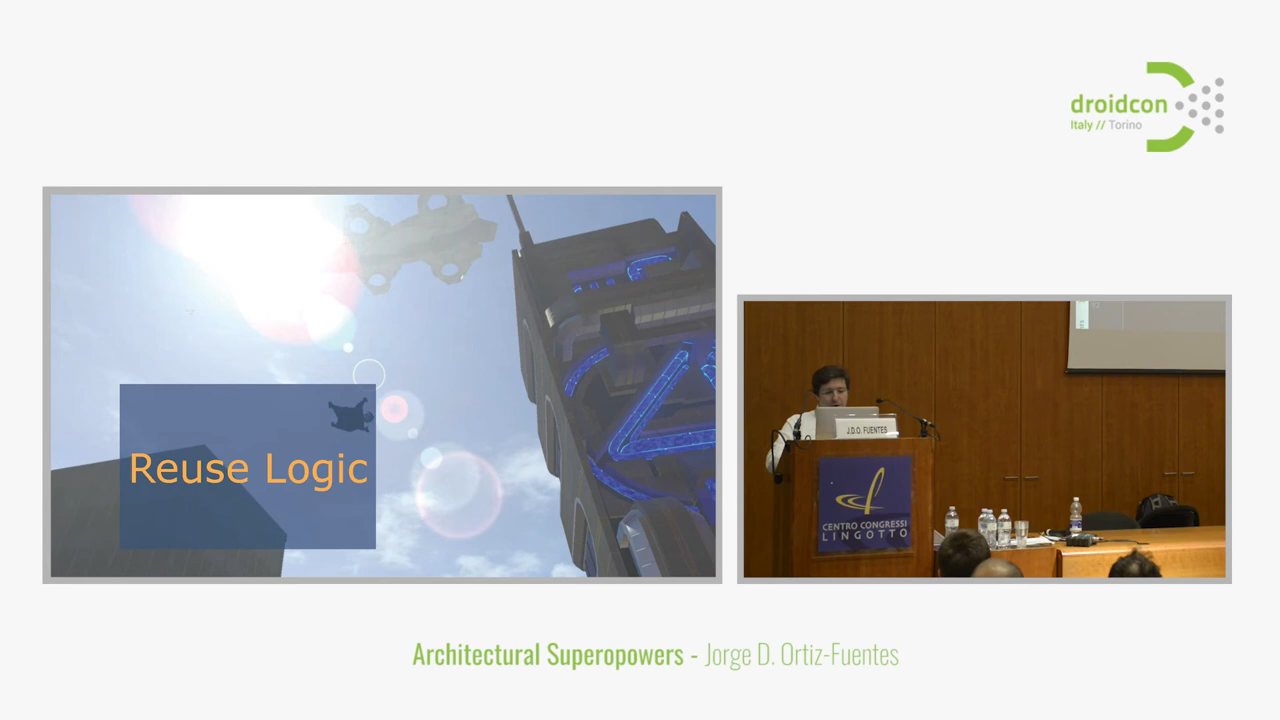 droidcon
Italy // Torino
Reuse Logic
J.D.O. FUENTES
CENTRO CONGRESSI
LINGOTTO
Architectural Superopowers - Jorge D. Ortiz-Fuentes